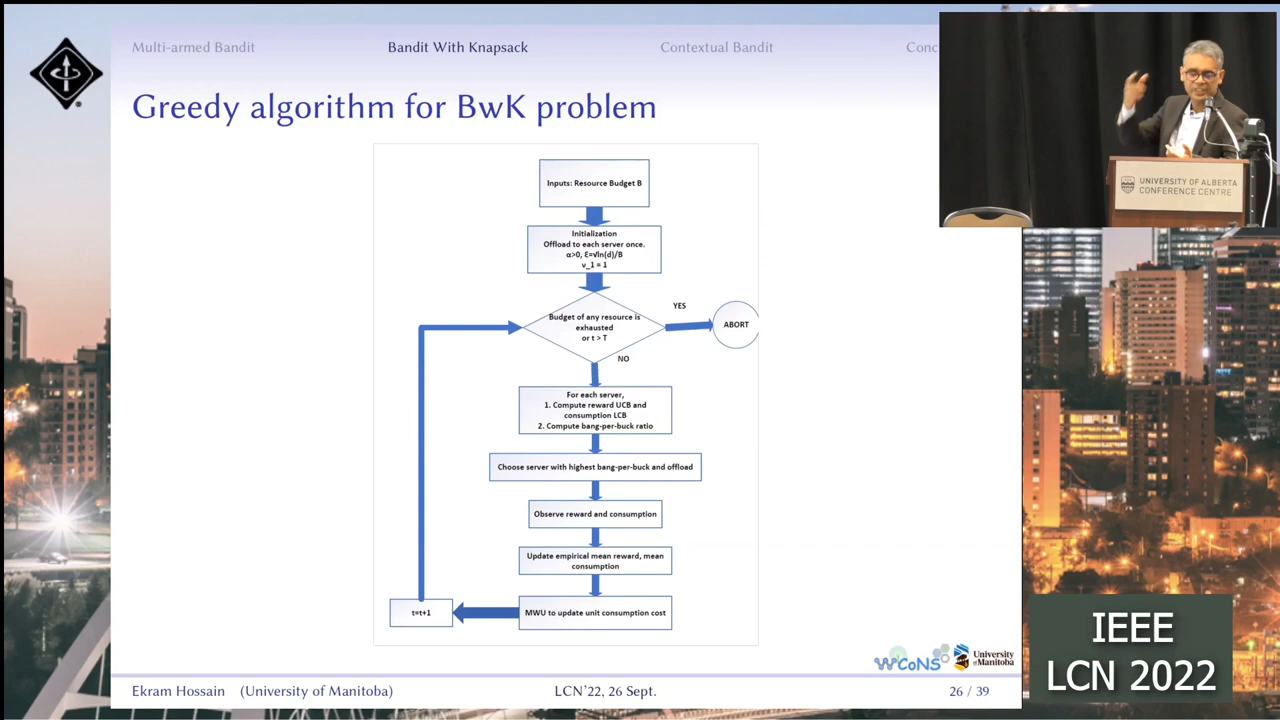 Multi-armed Bandit
Bandit With Knapsack
Contextual Bandit
Conc
Greedy algorithm for BwK problem
Inputs: Resource Budget B
Initialization
Offload to each server once.
α>0, Ɛ=√ln(d)/B
v_1 = 1
Budget of any resource is
exhausted
or t > T
YES
ABORT
NO
For each server,
1. Compute reward UCB and
consumption LCB
2. Compute bang-per-buck ratio
Choose server with highest bang-per-buck and offload
Observe reward and consumption
Update empirical mean reward, mean
consumption
MWU to update unit consumption cost
t=t+1
WCoNS
University
of Manitoba
Ekram Hossain (University of Manitoba)
LCN'22, 26 Sept.
26 / 39
UNIVERSITY OF ALBERTA
CONFERENCE CENTRE
IEEE
LCN 2022